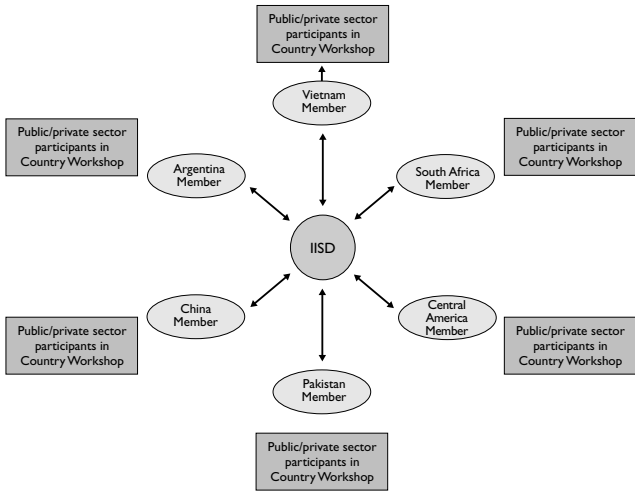 Public/private sector
participants in
Country Workshop
Vietnam
Member
Public/private sector
participants in
Country Workshop
Argentina
Member
South Africa
Member
Public/private sector
participants in
Country Workshop
IISD
Public/private sector
participants in
Country Workshop
China
Member
Central
America
Member
Public/private sector
participants in
Country Workshop
Pakistan
Member
Public/private sector
participants in
Country Workshop